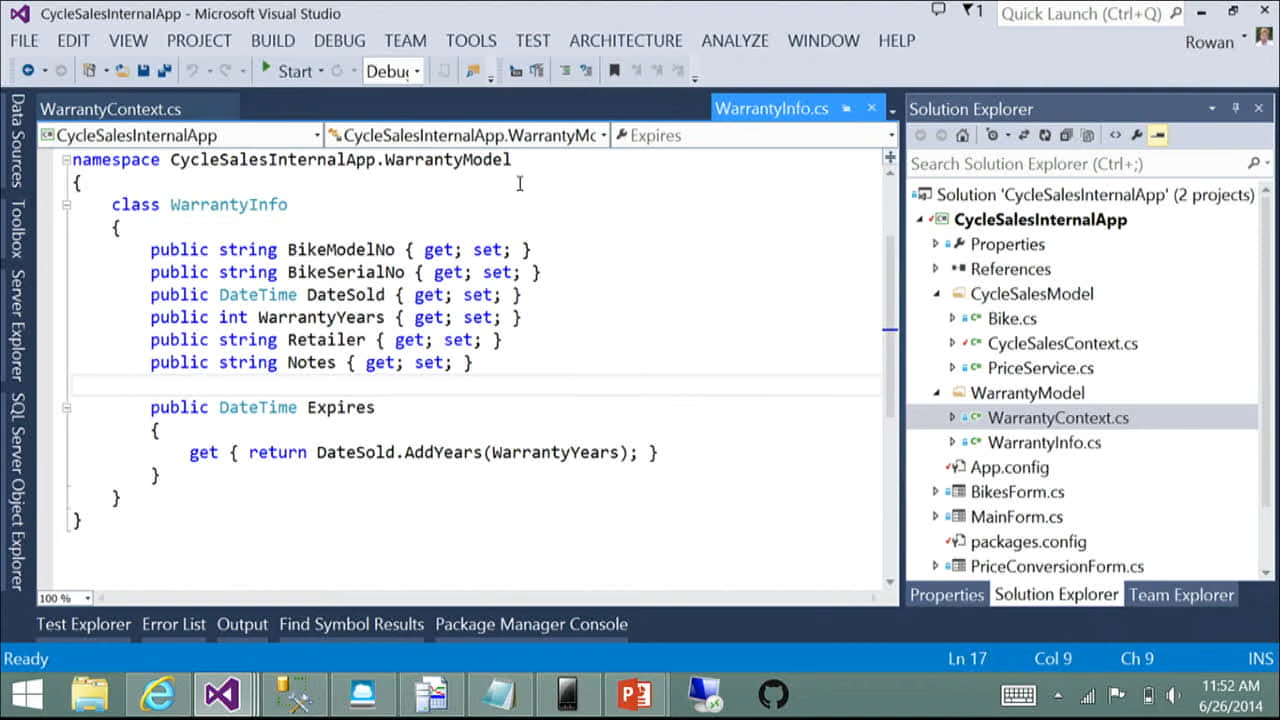 CycleSalesInternalApp - Microsoft Visual Studio
1
Quick Launch (Ctrl+Q)
FILE EDIT VIEW PROJECT BUILD DEBUG TEAM TOOLS TEST ARCHITECTURE ANALYZE WINDOW HELP
Rowan
Start
Debug
WarrantyContext.cs
WarrantyInfo.cs
CycleSalesInternalApp
CycleSalesInternalApp.WarrantyMc
Expires
Data Sources
Toolbox
Server Explorer
SQL Server Object Explorer
namespace CycleSalesInternalApp.WarrantyModel
{
class WarrantyInfo
{
public string BikeModelNo { get; set; }
public string BikeSerialNo { get; set; }
public DateTime DateSold { get; set; }
public int WarrantyYears { get; set; }
public string Retailer { get; set; }
public string Notes { get; set; }
public DateTime Expires
{
get { return DateSold.AddYears(WarrantyYears); }
}
}
}
100 %
Solution Explorer
Search Solution Explorer (Ctrl+;)
Solution 'CycleSalesInternalApp' (2 projects)
CycleSalesInternalApp
Properties
References
CycleSalesModel
Bike.cs
CycleSalesContext.cs
PriceService.cs
WarrantyModel
WarrantyContext.cs
WarrantyInfo.cs
App.config
BikesForm.cs
MainForm.cs
packages.config
PriceConversionForm.cs
Properties Solution Explorer Team Explorer
Test Explorer Error List Output Find Symbol Results Package Manager Console
Ready
Ln 17
Col 9
Ch 9
INS
11:52 AM
6/26/2014